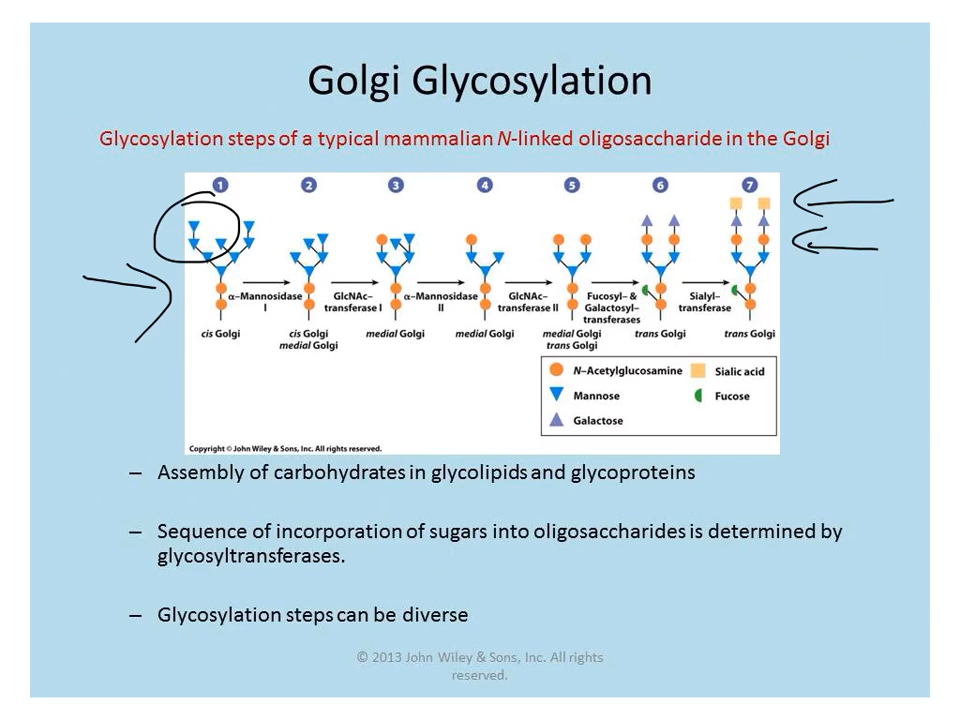 Golgi Glycosylation
Glycosylation steps of a typical mammalian N-linked oligosaccharide in the Golgi
1 2 3 4 5 6 7
α–Mannosidase I
GlcNAc–transferase I
α–Mannosidase II
GlcNAc–transferase II
Fucosyl– & Galactosyl–transferases
Sialyl–transferase
cis Golgi
cis Golgi
medial Golgi
medial Golgi
medial Golgi
medial Golgi
trans Golgi
trans Golgi
trans Golgi
N–Acetylglucosamine
Sialic acid
Mannose
Fucose
Galactose
Copyright © John Wiley & Sons, Inc. All rights reserved.
– Assembly of carbohydrates in glycolipids and glycoproteins
– Sequence of incorporation of sugars into oligosaccharides is determined by
glycosyltransferases.
– Glycosylation steps can be diverse
© 2013 John Wiley & Sons, Inc. All rights
reserved.